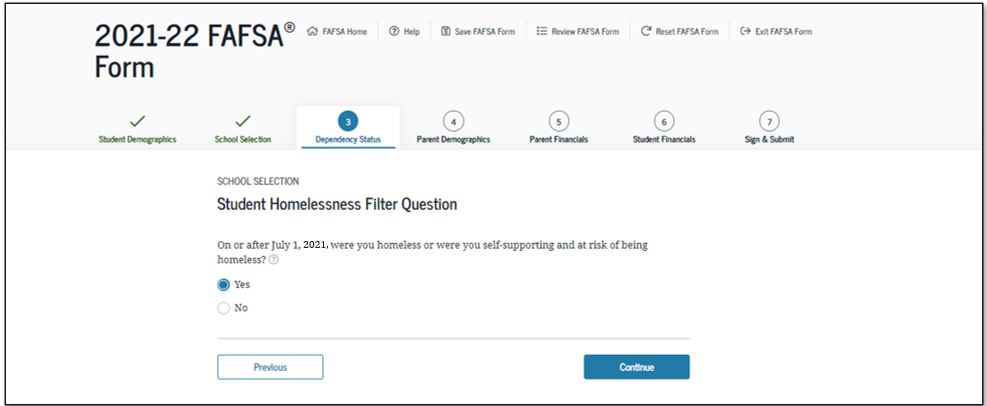 2021-22 FAFSA® Form
FAFSA Home
Help
Save FAFSA Form
Review FAFSA Form
Reset FAFSA Form
Exit FAFSA Form
Student Demographics
School Selection
3
Dependency Status
4
Parent Demographics
5
Parent Financials
6
Student Financials
7
Sign & Submit
SCHOOL SELECTION
Student Homelessness Filter Question
On or after July 1, 2021, were you homeless or were you self-supporting and at risk of being
homeless? ?
Yes
No
Previous
Continue